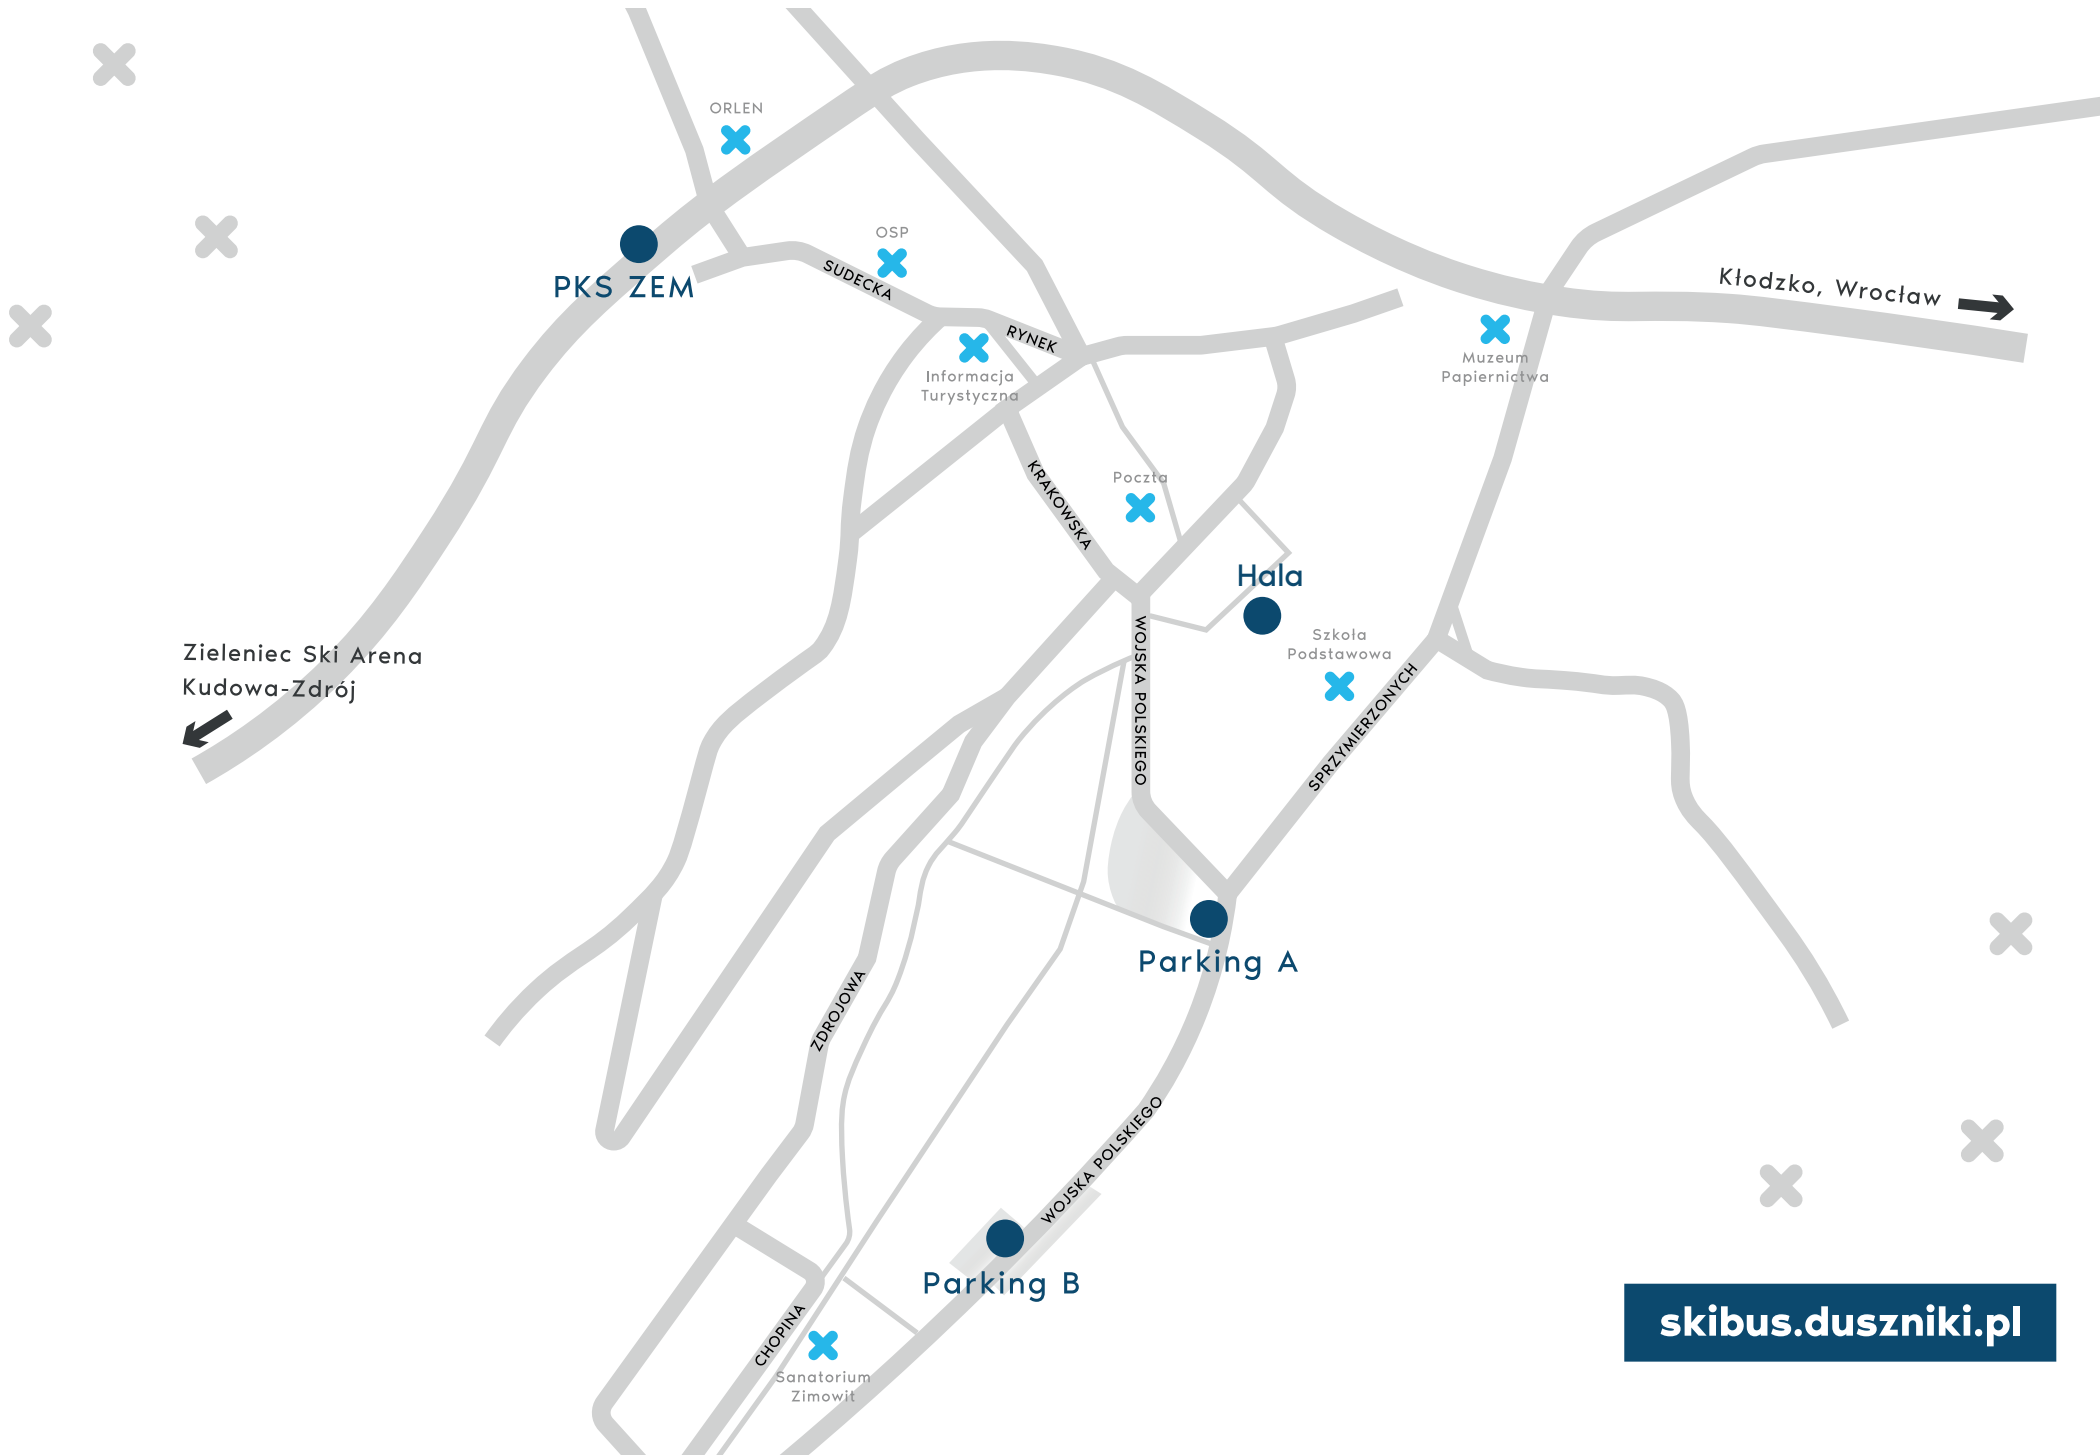 ORLEN
OSP
PKS ZEM
SUDECKA
Kłodzko, Wrocław
RYNEK
Informacja
Turystyczna
Muzeum
Papiernictwa
KRAKOWSKA
Poczta
Hala
Szkoła
Podstawowa
Zieleniec Ski Arena
Kudowa-Zdrój
WOJSKA POLSKIEGO
SPRZYMIERZONYCH
Parking A
ZDROJOWA
WOJSKA POLSKIEGO
Parking B
CHOPINA
Sanatorium
Zimowit
skibus.duszniki.pl